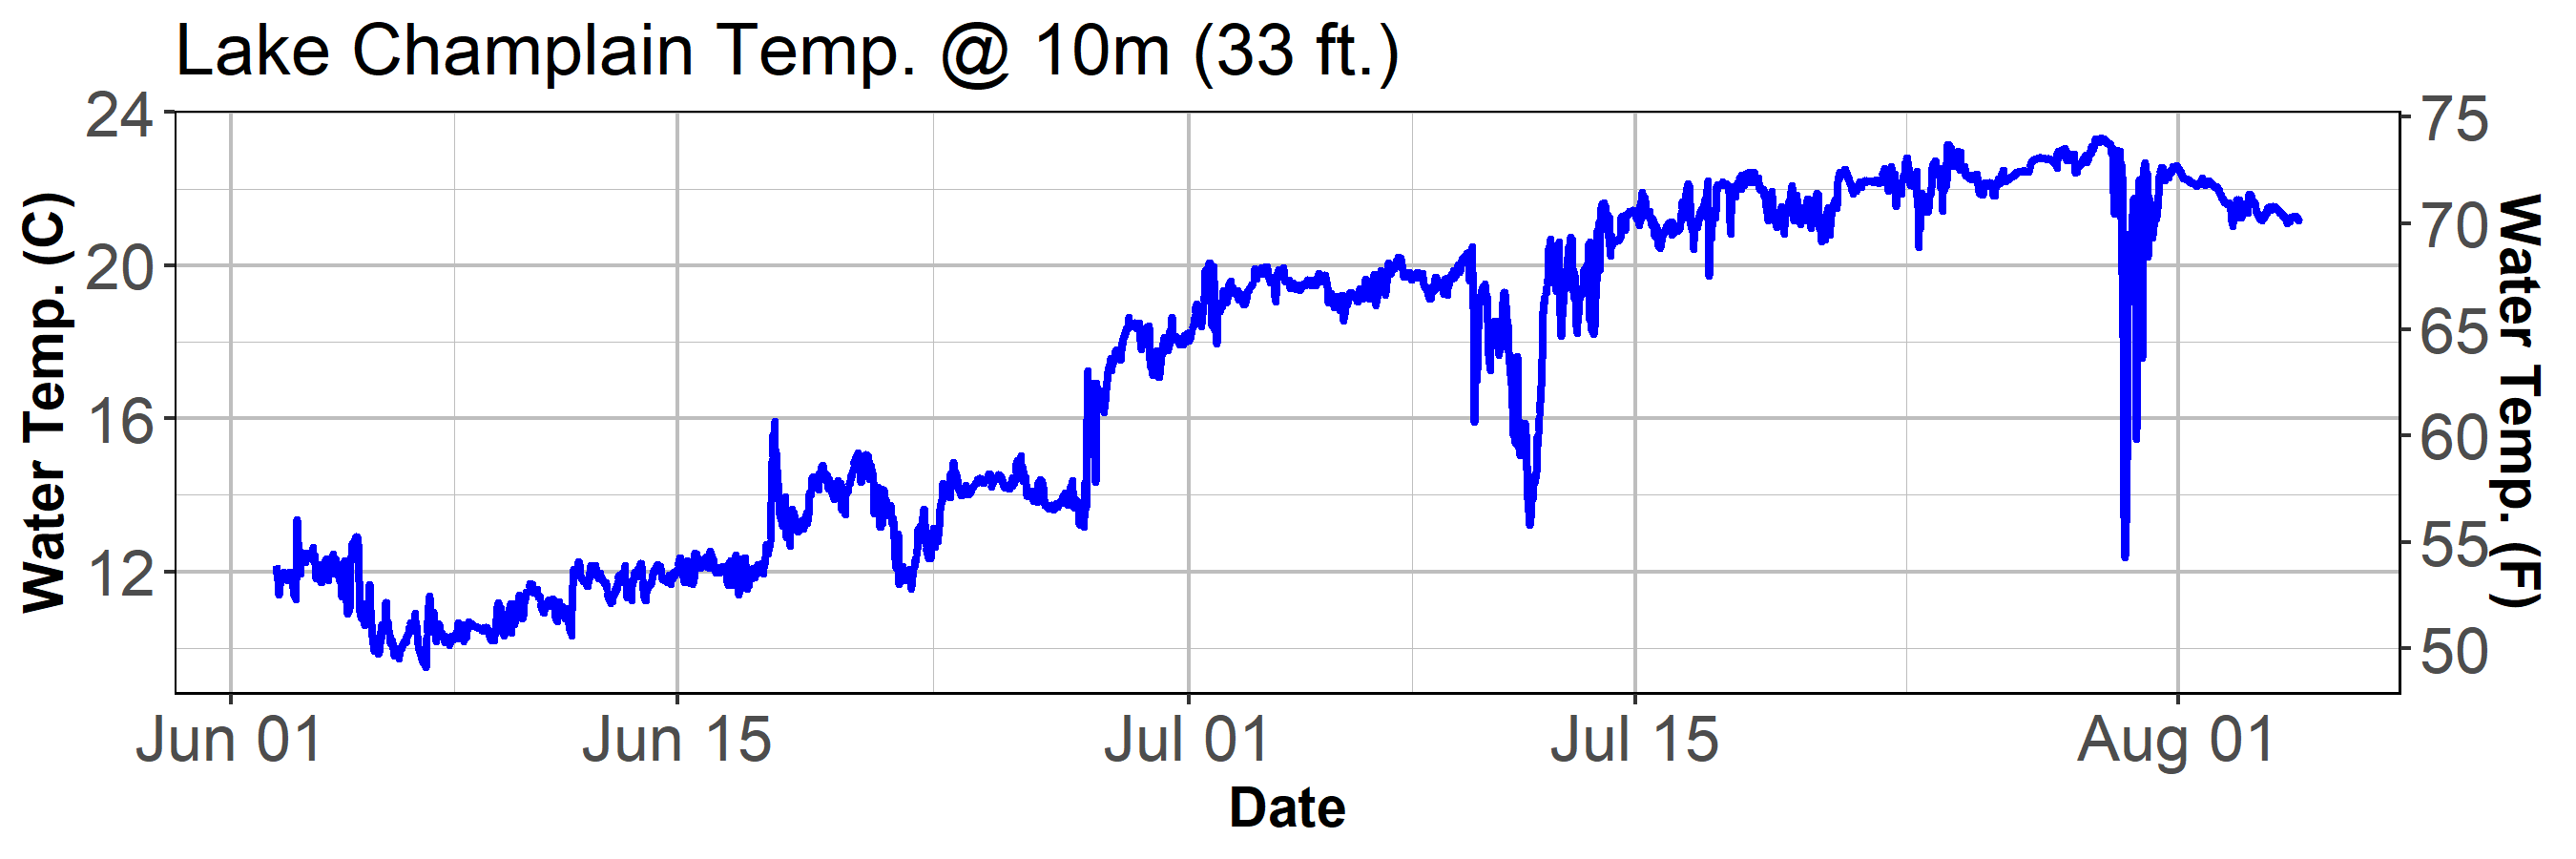 Lake Champlain Temp. @ 10m (33 ft.)
Water Temp. (C)
24
20
16
12
75
70
65
60
55
50
Water Temp. (F)
Jun 01 Jun 15 Jul 01 Jul 15 Aug 01
Date